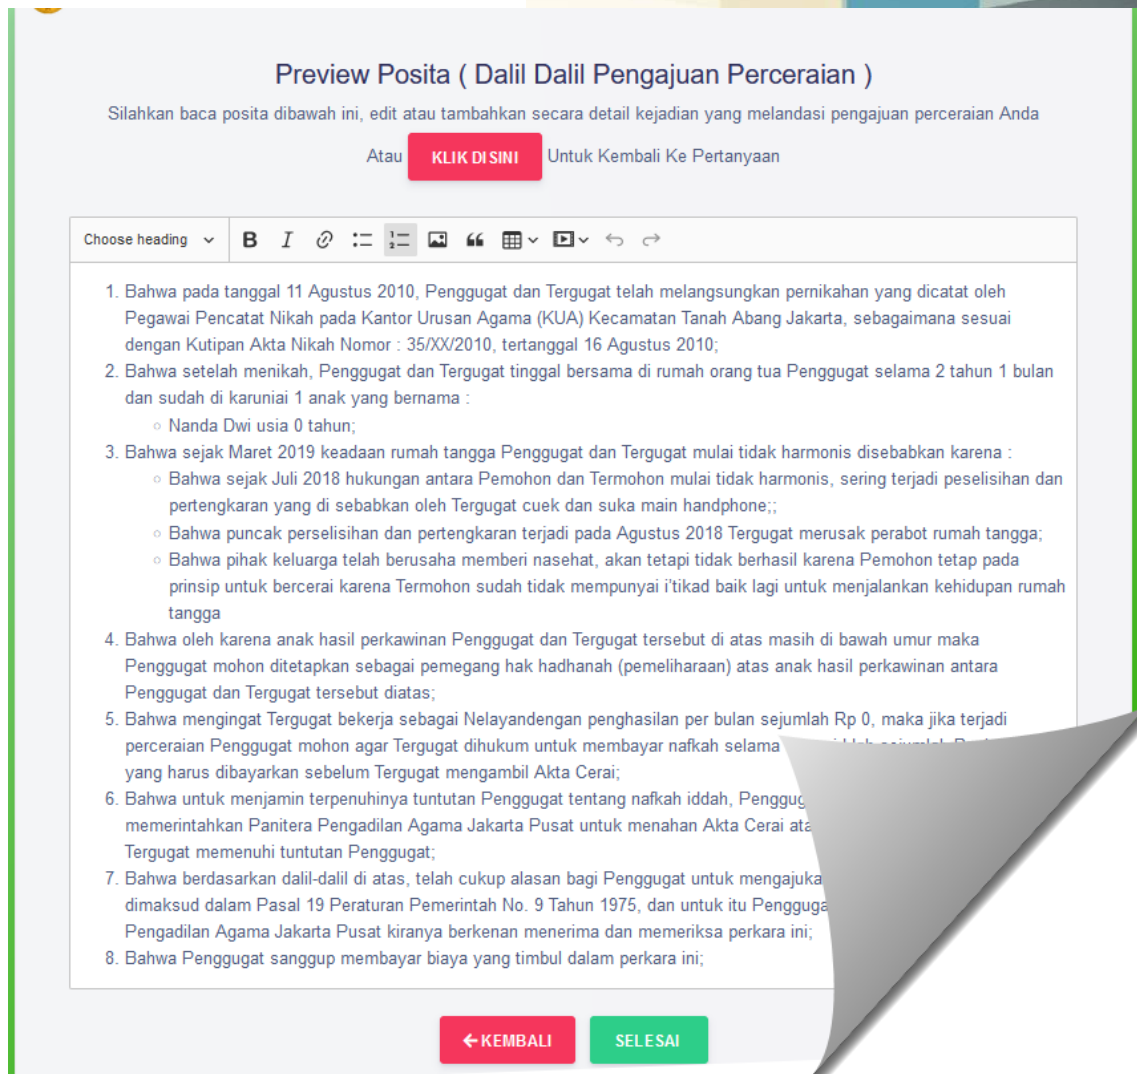 Preview Posita ( Dalil Dalil Pengajuan Perceraian )
Silahkan baca posita dibawah ini, edit atau tambahkan secara detail kejadian yang melandasi pengajuan perceraian Anda
Atau KLIK DISINI Untuk Kembali Ke Pertanyaan
Choose heading
1. Bahwa pada tanggal 11 Agustus 2010, Penggugat dan Tergugat telah melangsungkan pernikahan yang dicatat oleh
Pegawai Pencatat Nikah pada Kantor Urusan Agama (KUA) Kecamatan Tanah Abang Jakarta, sebagaimana sesuai
dengan Kutipan Akta Nikah Nomor : 35/XX/2010, tertanggal 16 Agustus 2010;
2. Bahwa setelah menikah, Penggugat dan Tergugat tinggal bersama di rumah orang tua Penggugat selama 2 tahun 1 bulan
dan sudah di karuniai 1 anak yang bernama :
○ Nanda Dwi usia 0 tahun;
3. Bahwa sejak Maret 2019 keadaan rumah tangga Penggugat dan Tergugat mulai tidak harmonis disebabkan karena :
○ Bahwa sejak Juli 2018 hukungan antara Pemohon dan Termohon mulai tidak harmonis, sering terjadi peselisihan dan
pertengkaran yang di sebabkan oleh Tergugat cuek dan suka main handphone;;
○ Bahwa puncak perselisihan dan pertengkaran terjadi pada Agustus 2018 Tergugat merusak perabot rumah tangga;
○ Bahwa pihak keluarga telah berusaha memberi nasehat, akan tetapi tidak berhasil karena Pemohon tetap pada
prinsip untuk bercerai karena Termohon sudah tidak mempunyai i'tikad baik lagi untuk menjalankan kehidupan rumah
tangga
4. Bahwa oleh karena anak hasil perkawinan Penggugat dan Tergugat tersebut di atas masih di bawah umur maka
Penggugat mohon ditetapkan sebagai pemegang hak hadhanah (pemeliharaan) atas anak hasil perkawinan antara
Penggugat dan Tergugat tersebut diatas;
5. Bahwa mengingat Tergugat bekerja sebagai Nelayandengan penghasilan per bulan sejumlah Rp 0, maka jika terjadi
perceraian Penggugat mohon agar Tergugat dihukum untuk membayar nafkah selama
yang harus dibayarkan sebelum Tergugat mengambil Akta Cerai;
6. Bahwa untuk menjamin terpenuhinya tuntutan Penggugat tentang nafkah iddah,
memerintahkan Panitera Pengadilan Agama Jakarta Pusat untuk menahan Akta Cerai
Tergugat memenuhi tuntutan Penggugat;
7. Bahwa berdasarkan dalil-dalil di atas, telah cukup alasan bagi Penggugat untuk
dimaksud dalam Pasal 19 Peraturan Pemerintah No. 9 Tahun 1975, dan untuk itu
Pengadilan Agama Jakarta Pusat kiranya berkenan menerima dan memeriksa perkara ini;
8. Bahwa Penggugat sanggup membayar biaya yang timbul dalam perkara ini;
KEMBALI
SELESAI